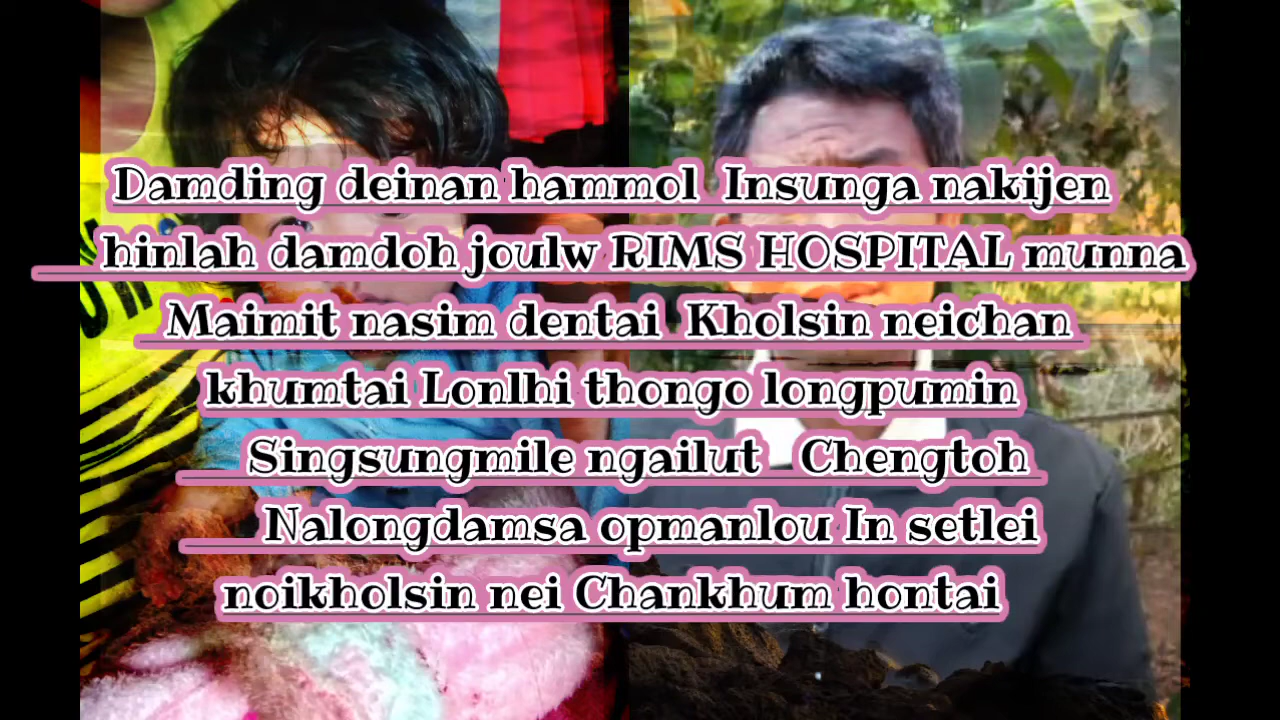 Damding deinan hammol Insunga nakijen
hinlah damdoh joulw RIMS HOSPITAL munna
Maimit nasim dentai Kholsin neichan
khumtai Lonlhi thongo longpumin
Singsungmile ngailut Chengtoh
Nalongdamsa opmanlou In setlei
noikholsin nei Chankhum hontai